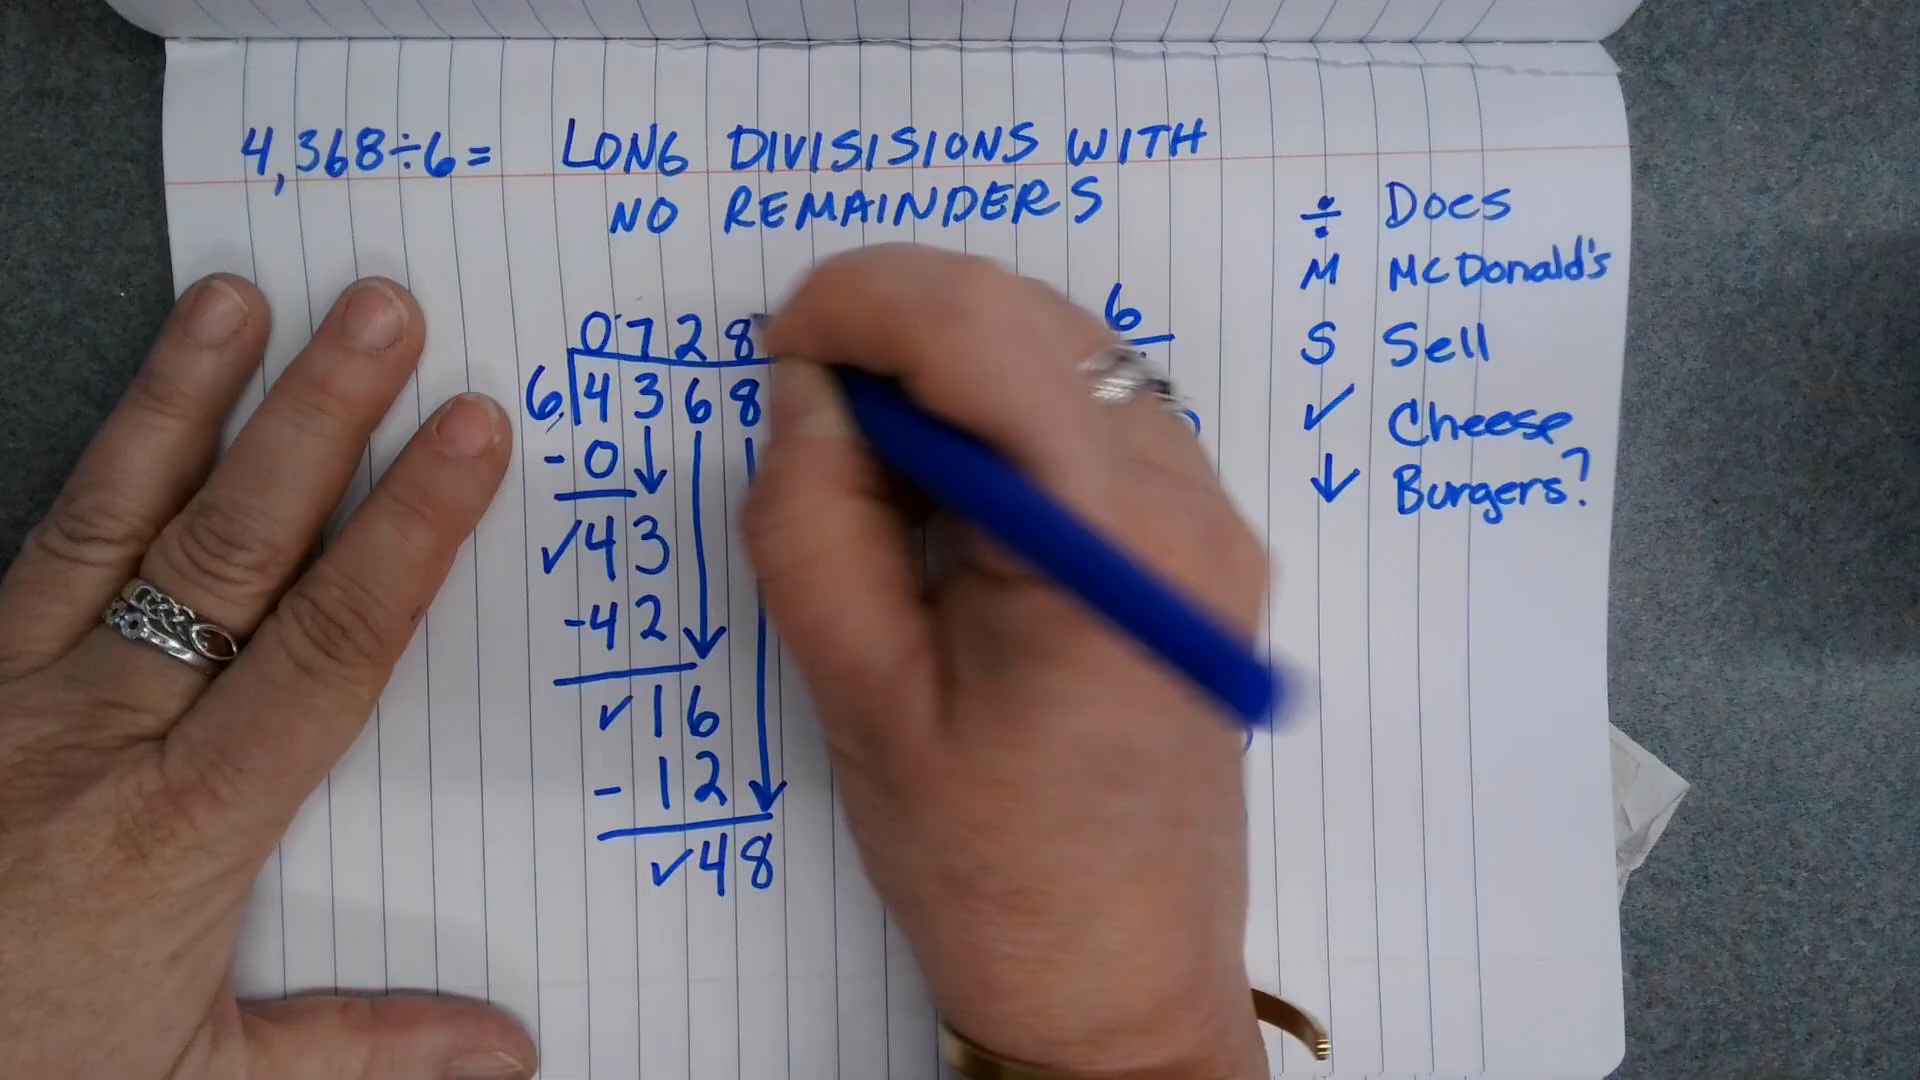 4,368÷6= LONG DIVISISIONS WITH
NO REMAINDERS
÷ Does
M McDonald's
S Sell
✓ Cheese
↓ Burgers?
6
0728
6 4368
-0
✓43
-42
✓16
-12
✓48